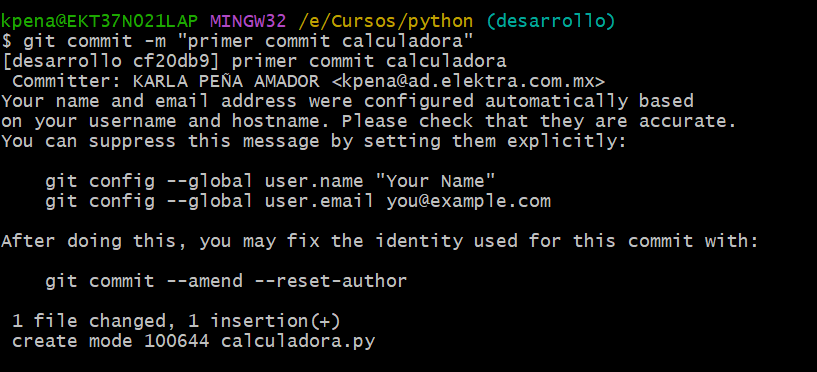 kpena@EKT37N021LAP MINGW32 /e/Cursos/python (desarrollo)
$ git commit -m "primer commit calculadora"
[desarrollo cf20db9] primer commit calculadora
 Committer: KARLA PEÑA AMADOR <kpena@ad.elektra.com.mx>
Your name and email address were configured automatically based
on your username and hostname. Please check that they are accurate.
You can suppress this message by setting them explicitly:

    git config --global user.name "Your Name"
    git config --global user.email you@example.com

After doing this, you may fix the identity used for this commit with:

    git commit --amend --reset-author

 1 file changed, 1 insertion(+)
 create mode 100644 calculadora.py